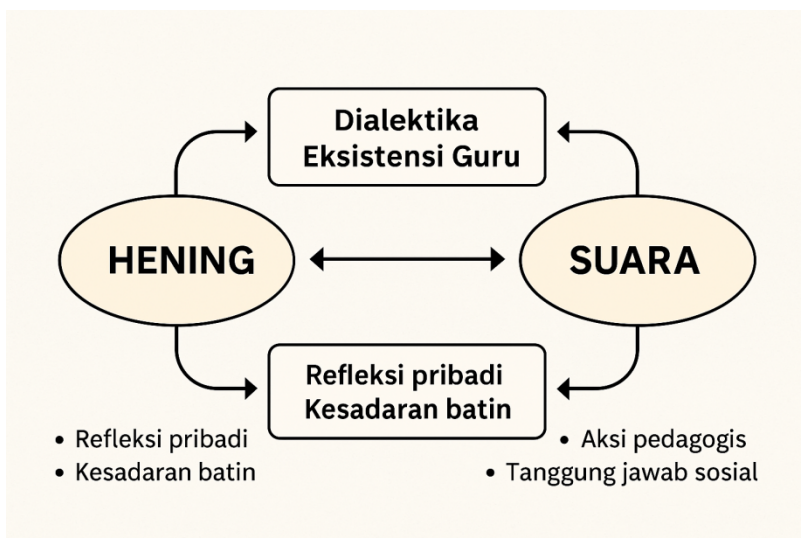 Dialektika
Eksistensi Guru
HENING
SUARA
Refleksi pribadi
Kesadaran batin
• Refleksi pribadi
• Kesadaran batin
• Aksi pedagogis
• Tanggung jawab sosial